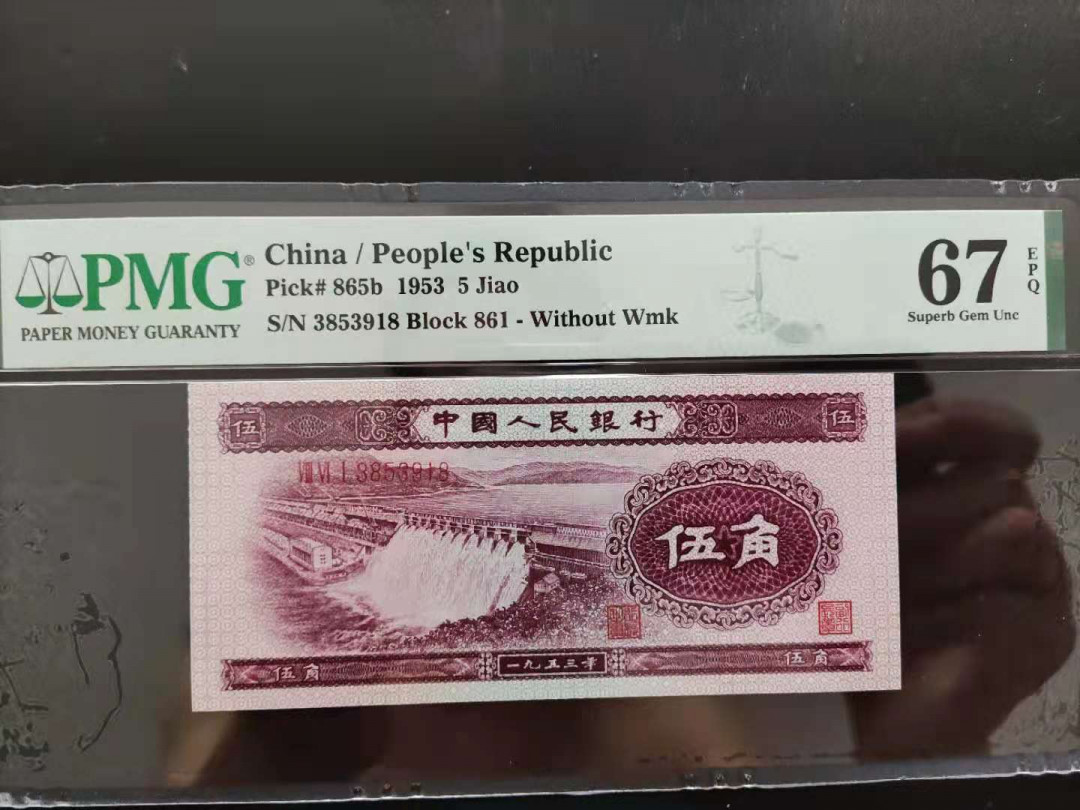 PMG®
PAPER MONEY GUARANTY
China / People's Republic
Pick# 865b 1953 5 Jiao
S/N 3853918 Block 861 - Without Wmk
67
EPQ
Superb Gem Unc
伍 中國人民銀行 伍
ⅧⅥⅠ3853918
伍角
伍角 一九五三年 伍角